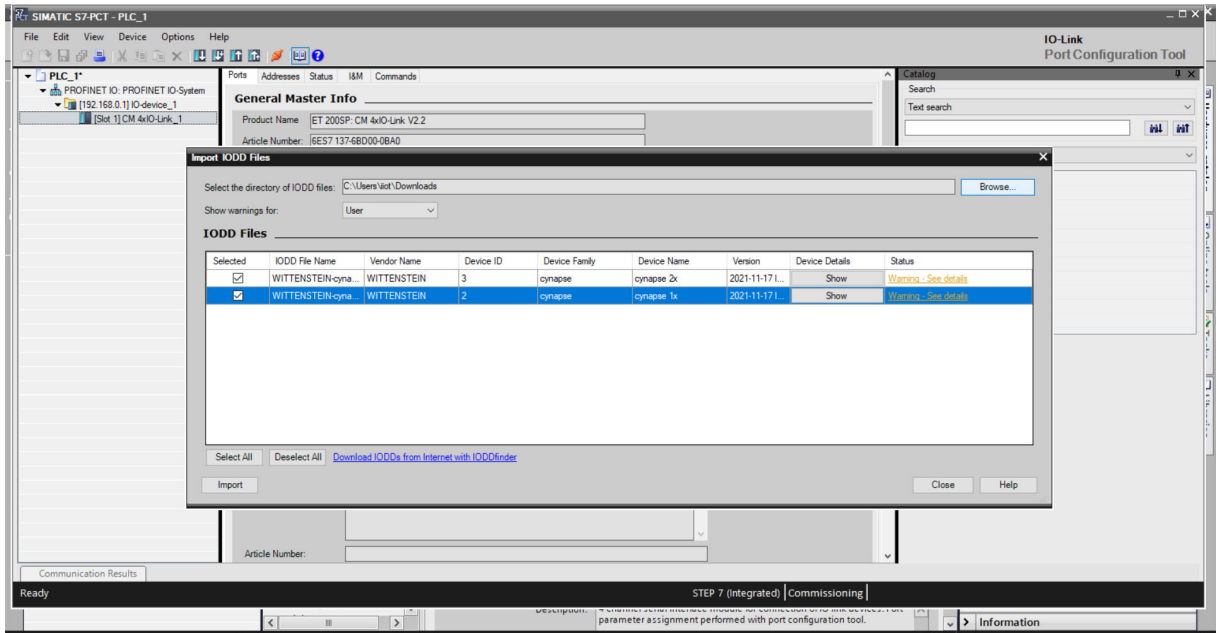 SIMATIC S7-PCT - PLC_1
File Edit View Device Options Help
IO-Link
Port Configuration Tool
PLC_1*
PROFINET IO: PROFINET IO-System
[192.168.0.1] IO-device_1
[Slot 1] CM 4xIO-Link_1
Ports Addresses Status I&M Commands
General Master Info
Product Name ET 200SP: CM 4xIO-Link V2.2
Article Number: 6ES7 137-6BD00-0BA0
Catalog
Search
Text search
Import IODD Files
Select the directory of IODD files: C:\Users\iiot\Downloads Browse...
Show warnings for: User
IODD Files
Selected IODD File Name Vendor Name Device ID Device Family Device Name Version Device Details Status
WITTENSTEIN-cyna... WITTENSTEIN 3 cynapse cynapse 2x 2021-11-17 I... Show Warning - See details
WITTENSTEIN-cyna... WITTENSTEIN 2 cynapse cynapse 1x 2021-11-17 I... Show Warning - See details
Select All Deselect All Download IODDs from Internet with IODDfinder
Import Close Help
Article Number:
Communication Results
Ready STEP 7 (Integrated) Commissioning
Description:
parameter assignment performed with port configuration tool.
Information